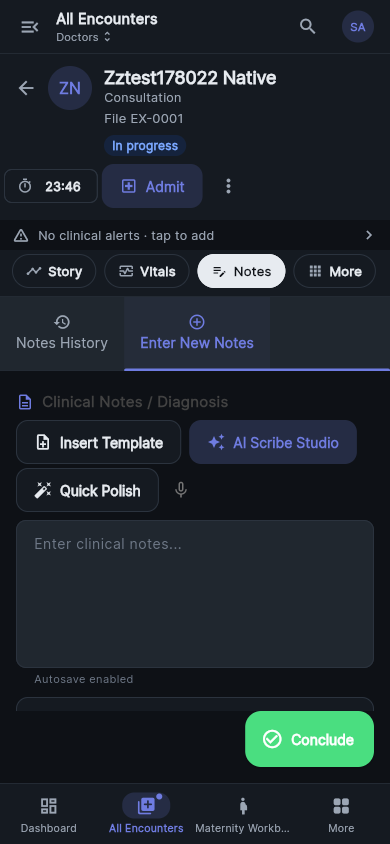 All Encounters
Doctors
SA
ZN
Zztest178022 Native
Consultation
File EX-0001
In progress
23:46
Admit
No clinical alerts · tap to add
Story
Vitals
Notes
More
Notes History
Enter New Notes
Clinical Notes / Diagnosis
Insert Template
AI Scribe Studio
Quick Polish
Enter clinical notes...
Autosave enabled
Conclude
Dashboard
All Encounters
Maternity Workb...
More